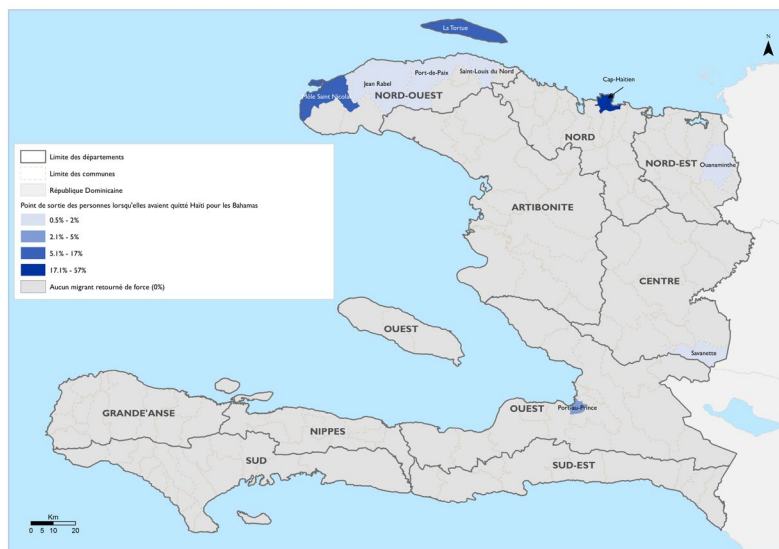 La Tortue
N
Cap-Haïtien
Port-de-Paix
Saint-Louis du Nord
Jean Rabel
Môle Saint Nicolas
NORD-OUEST
NORD
NORD-EST
Ouanaminthe
Limite des départements
Limite des communes
République Dominicaine
Point de sortie des personnes lorsqu'elles avaient quitté Haïti pour les Bahamas
0.5% - 2%
2.1% - 5%
5.1% - 17%
17.1% - 57%
Aucun migrant retourné de force (0%)
ARTIBONITE
CENTRE
OUEST
Savanette
GRANDE'ANSE
OUEST
Port-au-Prince
NIPPES
SUD
SUD-EST
Km
0 5 10 20